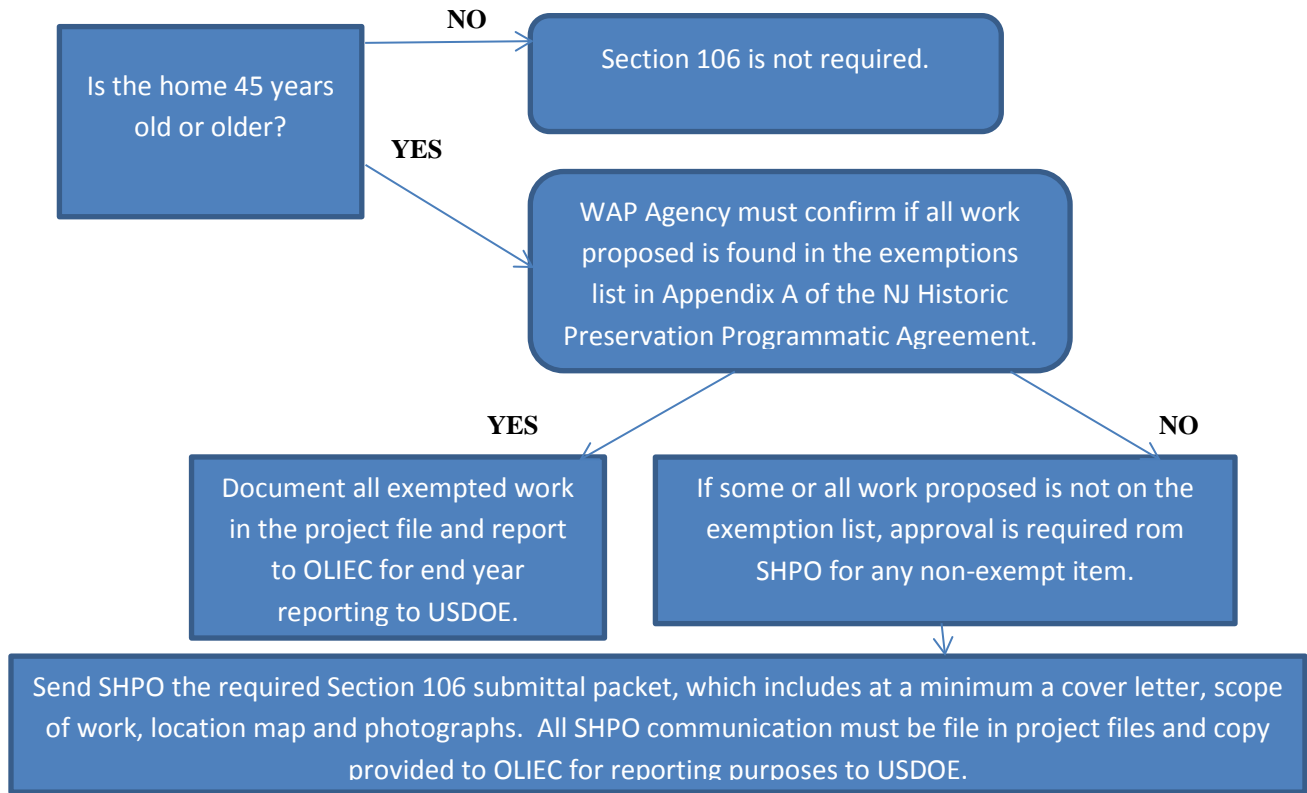 NO
Section 106 is not required.
Is the home 45 years
old or older?
YES
WAP Agency must confirm if all work
proposed is found in the exemptions
list in Appendix A of the NJ Historic
Preservation Programmatic Agreement.
YES
NO
Document all exempted work
in the project file and report
to OLIEC for end year
reporting to USDOE.
If some or all work proposed is not on the
exemption list, approval is required rom
SHPO for any non-exempt item.
Send SHPO the required Section 106 submittal packet, which includes at a minimum a cover letter, scope
of work, location map and photographs.  All SHPO communication must be file in project files and copy
provided to OLIEC for reporting purposes to USDOE.